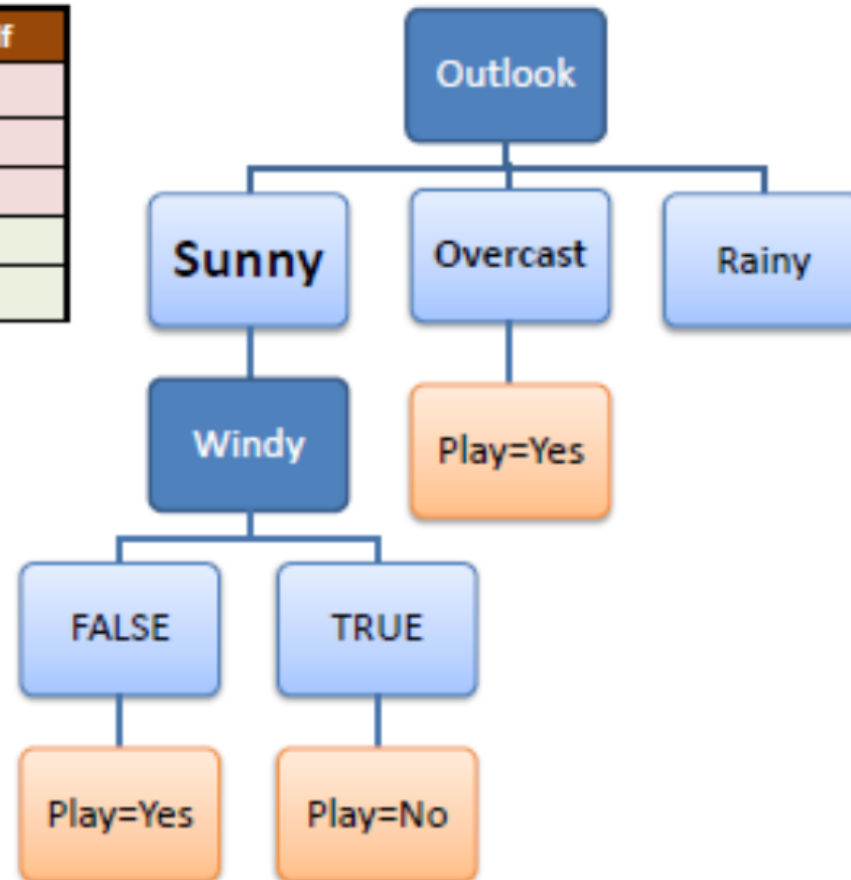 Outlook
Sunny
Overcast
Rainy
Windy
Play=Yes
FALSE
TRUE
Play=Yes
Play=No